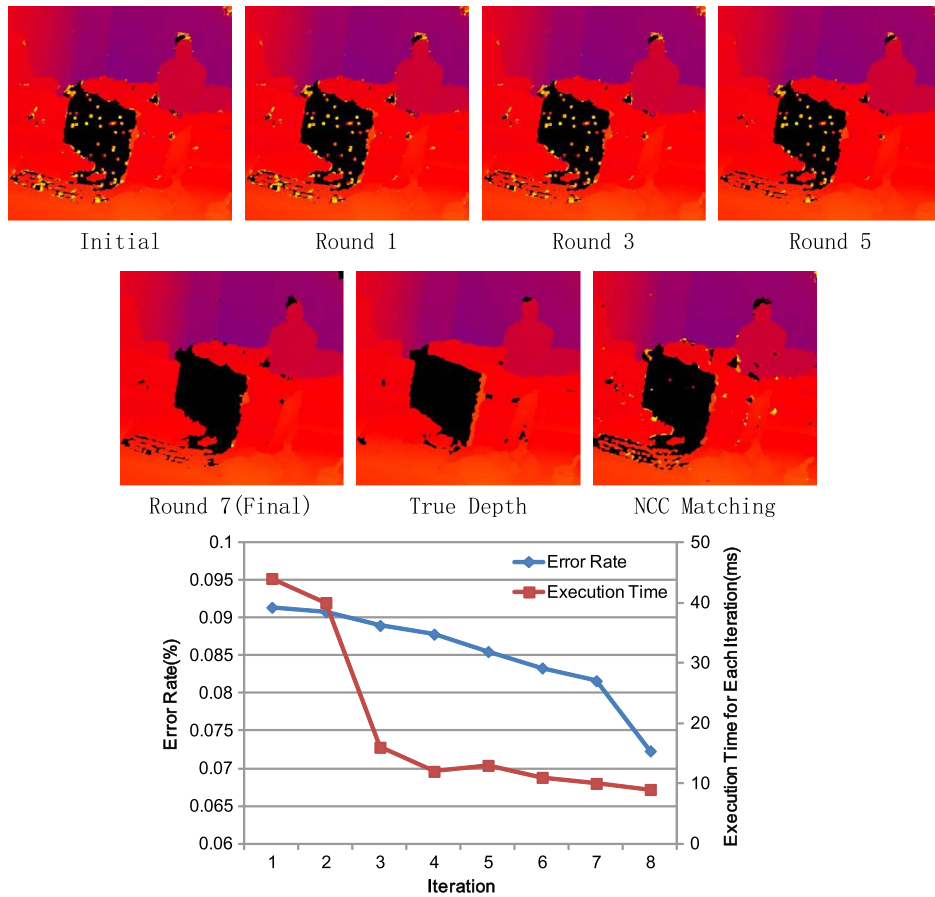 Initial
Round 1
Round 3
Round 5
Round 7(Final)
True Depth
NCC Matching
0.1
0.095
0.09
0.085
0.08
0.075
0.07
0.065
0.06
Error Rate(%)
50
40
30
20
10
0
Execution Time for Each Iteration(ms)
Error Rate
Execution Time
1 2 3 4 5 6 7 8
Iteration